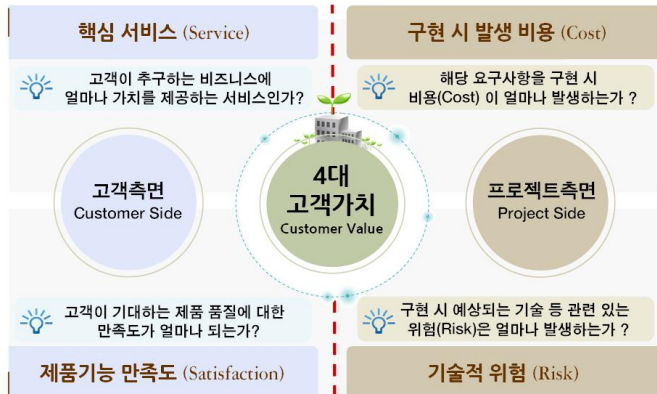 핵심 서비스 (Service)
구현 시 발생 비용 (Cost)
고객이 추구하는 비즈니스에
얼마나 가치를 제공하는 서비스인가?
해당 요구사항을 구현 시
비용(Cost) 이 얼마나 발생하는가 ?
고객측면
Customer Side
4대
고객가치
Customer Value
프로젝트측면
Project Side
고객이 기대하는 제품 품질에 대한
만족도가 얼마나 되는가?
구현 시 예상되는 기술 등 관련 있는
위험(Risk)은 얼마나 발생하는가 ?
제품기능 만족도 (Satisfaction)
기술적 위험 (Risk)